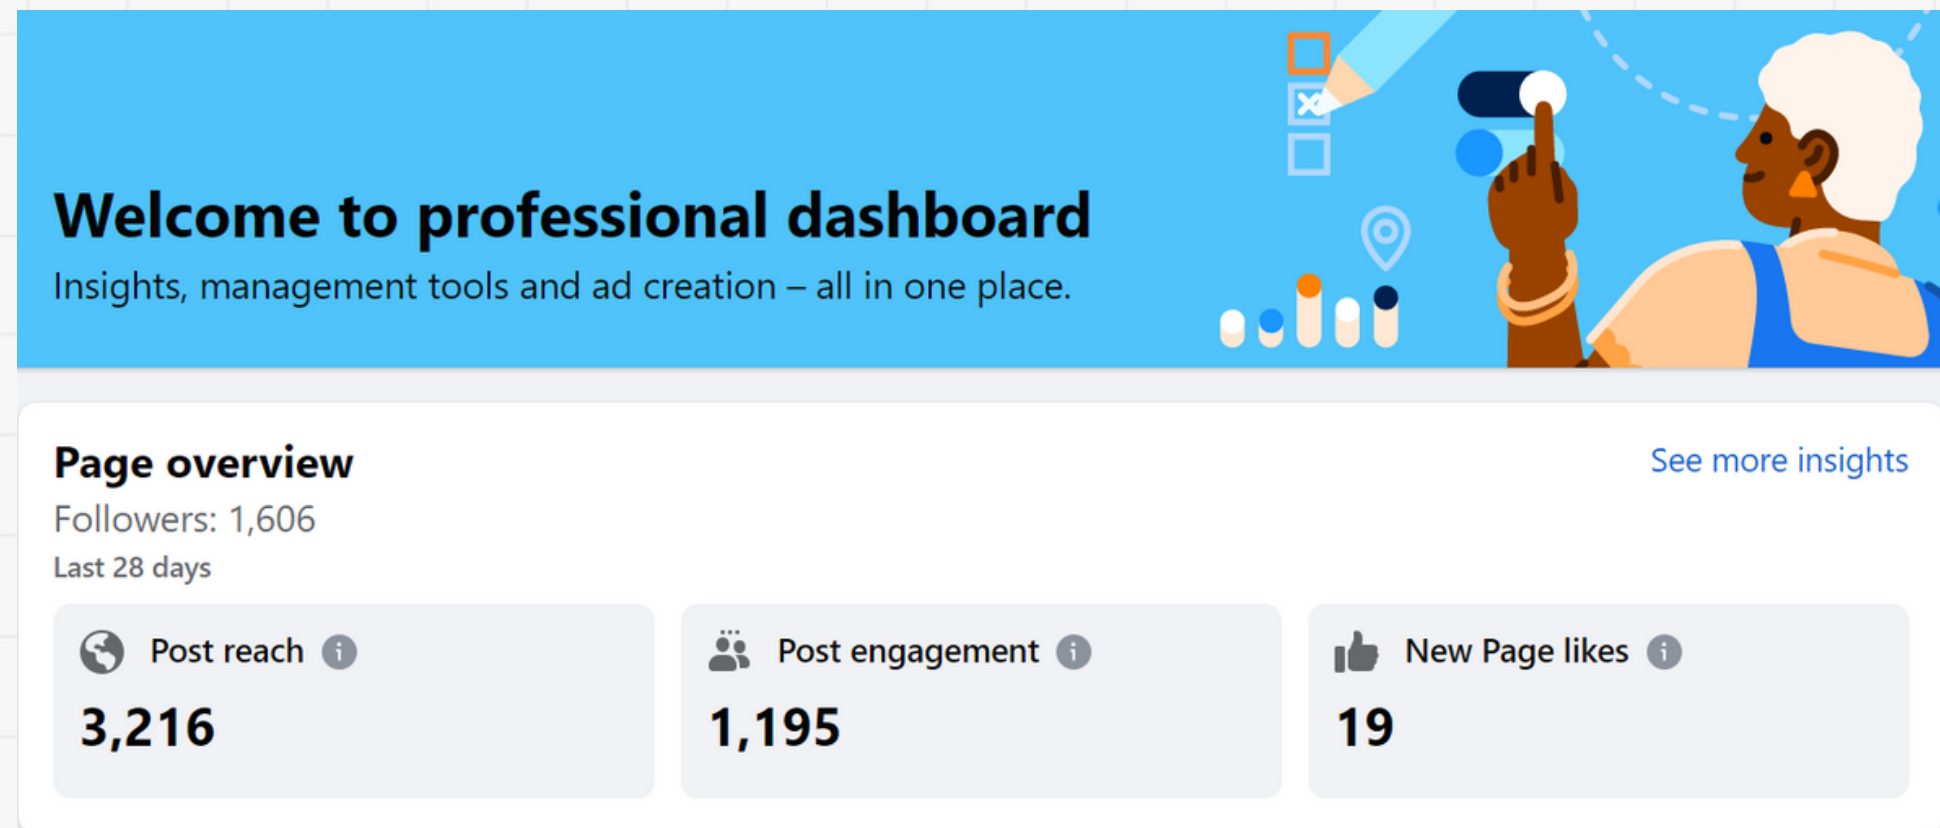 Welcome to professional dashboard
Insights, management tools and ad creation – all in one place.
Page overview
See more insights
Followers: 1,606
Last 28 days
Post reach
3,216
Post engagement
1,195
New Page likes
19